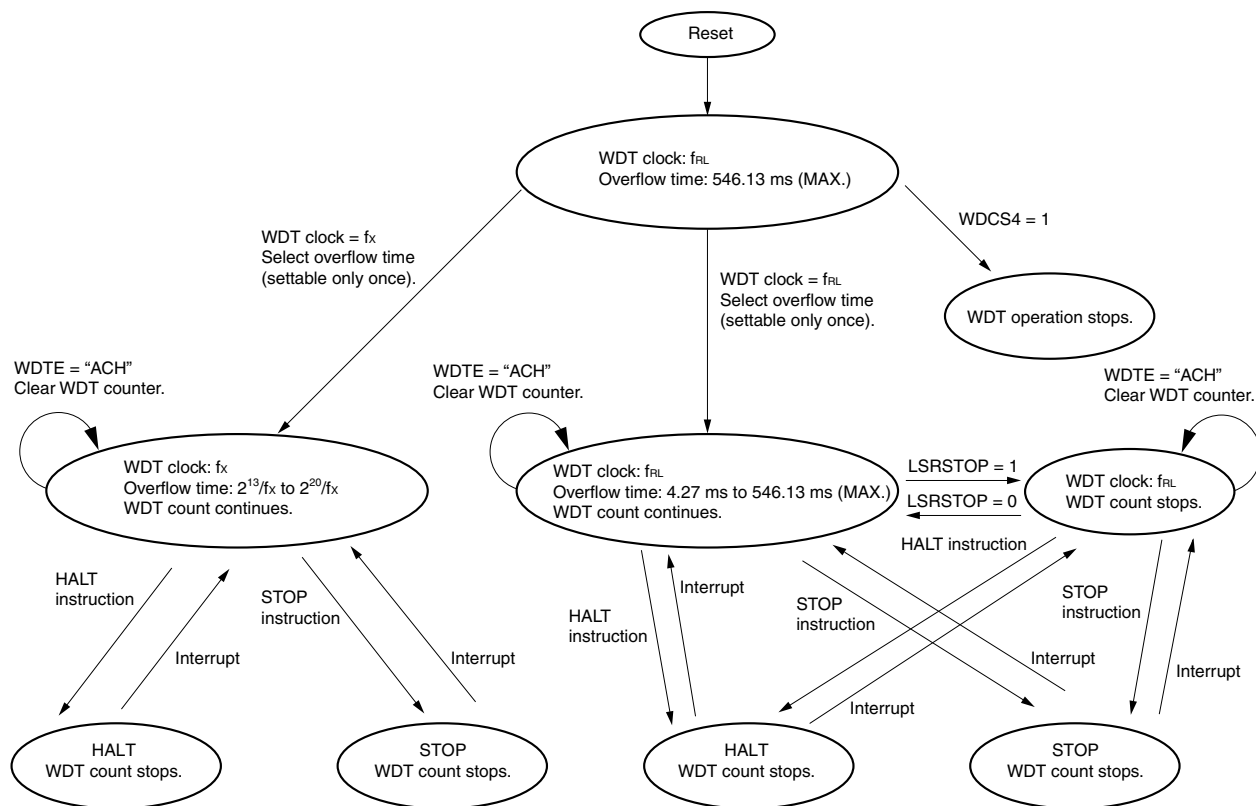 Reset
WDT clock: fRL
Overflow time: 546.13 ms (MAX.)
WDCS4 = 1
WDT clock = fX
Select overflow time
(settable only once).
WDT clock = fRL
Select overflow time
(settable only once).
WDT operation stops.
WDTE = “ACH”
Clear WDT counter.
WDTE = “ACH”
Clear WDT counter.
WDTE = “ACH”
Clear WDT counter.
WDT clock: fX
Overflow time: 2¹³/fX to 2²⁰/fX
WDT count continues.
WDT clock: fRL
Overflow time: 4.27 ms to 546.13 ms (MAX.)
WDT count continues.
LSRSTOP = 1
LSRSTOP = 0
WDT clock: fRL
WDT count stops.
HALT instruction
HALT
instruction
STOP
instruction
Interrupt
Interrupt
HALT
instruction
Interrupt
STOP
instruction
Interrupt
Interrupt
STOP
instruction
Interrupt
HALT
WDT count stops.
STOP
WDT count stops.
HALT
WDT count stops.
STOP
WDT count stops.